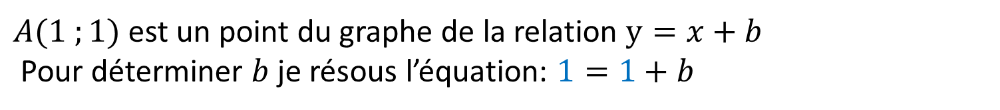 A(1 ; 1) est un point du graphe de la relation y = x + b
Pour déterminer b je résous l’équation: 1 = 1 + b